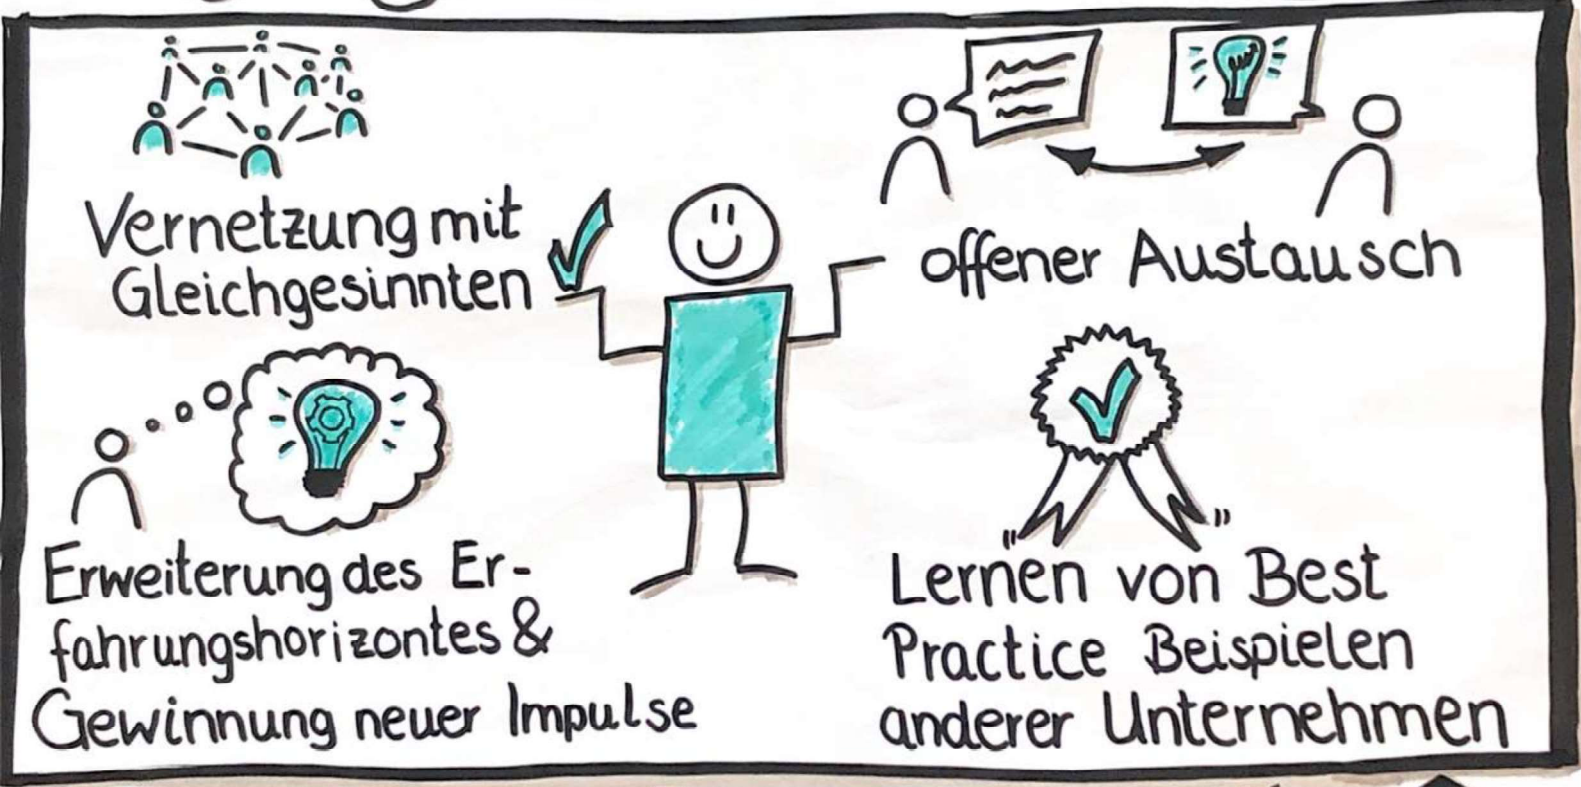 Vernetzung mit
Gleichgesinnten
offener Austausch
Erweiterung des Er-
fahrungshorizontes &
Gewinnung neuer Impulse
Lernen von Best
Practice Beispielen
anderer Unternehmen